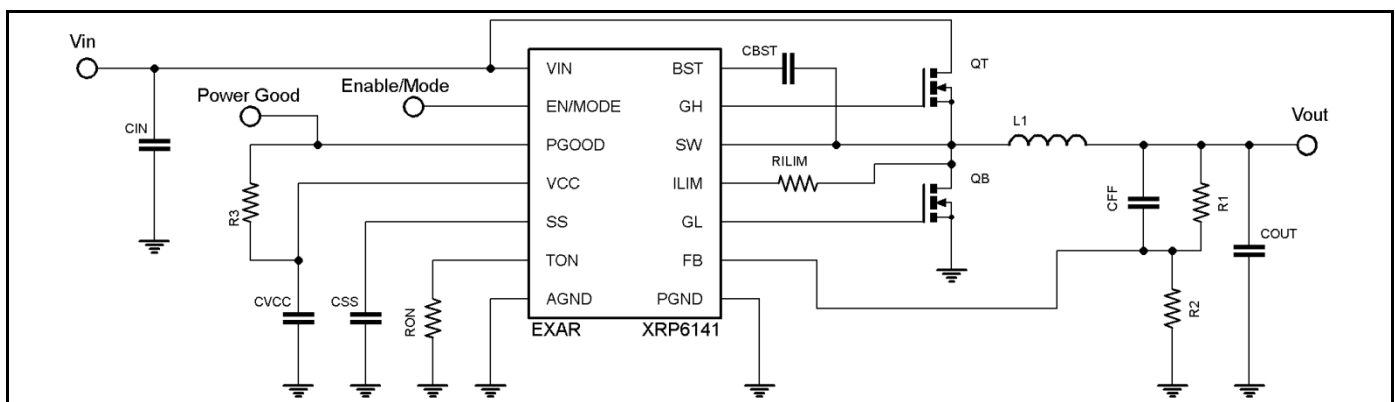 Vin
CIN
Power Good
Enable/Mode
R3
CVCC
CSS
RON
VIN
EN/MODE
PGOOD
VCC
SS
TON
AGND
BST
GH
SW
ILIM
GL
FB
PGND
EXAR XRP6141
CBST
RILIM
QT
QB
L1
CFF
R1
R2
COUT
Vout